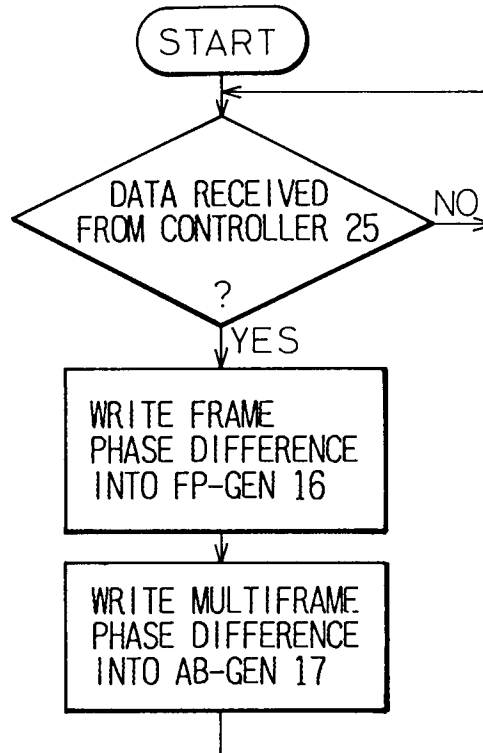 START
DATA RECEIVED
FROM CONTROLLER 25
NO
?
YES
WRITE FRAME
PHASE DIFFERENCE
INTO FP-GEN 16
WRITE MULTIFRAME
PHASE DIFFERENCE
INTO AB-GEN 17